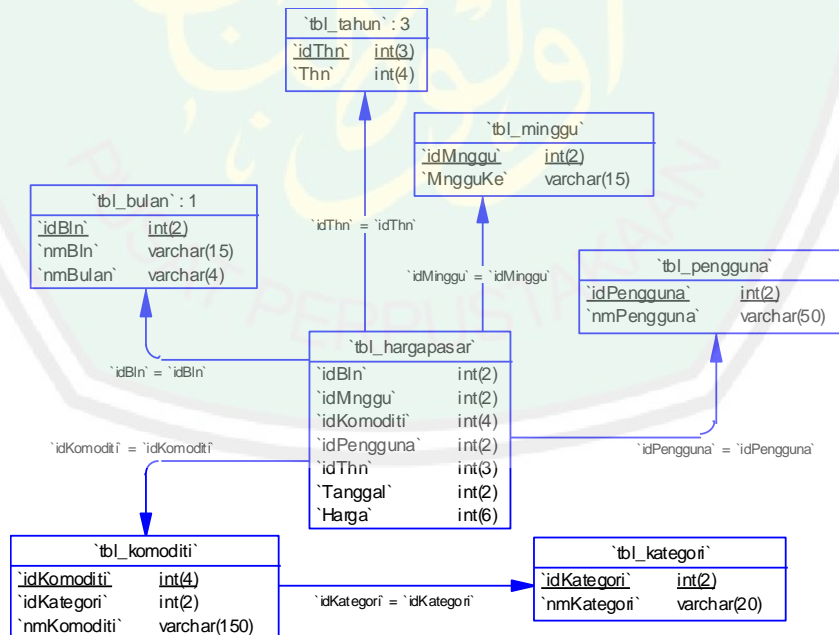 `tbl_tahun` : 3
`idThn` int(3)
`Thn` int(4)
`tbl_minggu`
`idMnggu` int(2)
`MngguKe` varchar(15)
`tbl_bulan` : 1
`idBln` int(2)
`nmBln` varchar(15)
`nmBulan` varchar(4)
`idThn` = `idThn`
`idMinggu` = `idMinggu`
`tbl_pengguna`
`idPengguna` int(2)
`nmPengguna` varchar(50)
PUSAT PERPUSTAKAAN
`idBln` = `idBln`
`tbl_hargapasar`
`idBln` int(2)
`idMnggu` int(2)
`idKomoditi` int(4)
`idPengguna` int(2)
`idThn` int(3)
`Tanggal` int(2)
`Harga` int(6)
`idKomoditi` = `idKomoditi`
`idPengguna` = `idPengguna`
`tbl_komoditi`
`idKomoditi` int(4)
`idKategori` int(2)
`nmKomoditi` varchar(150)
`idKategori` = `idKategori`
`tbl_kategori`
`idKategori` int(2)
`nmKategori` varchar(20)